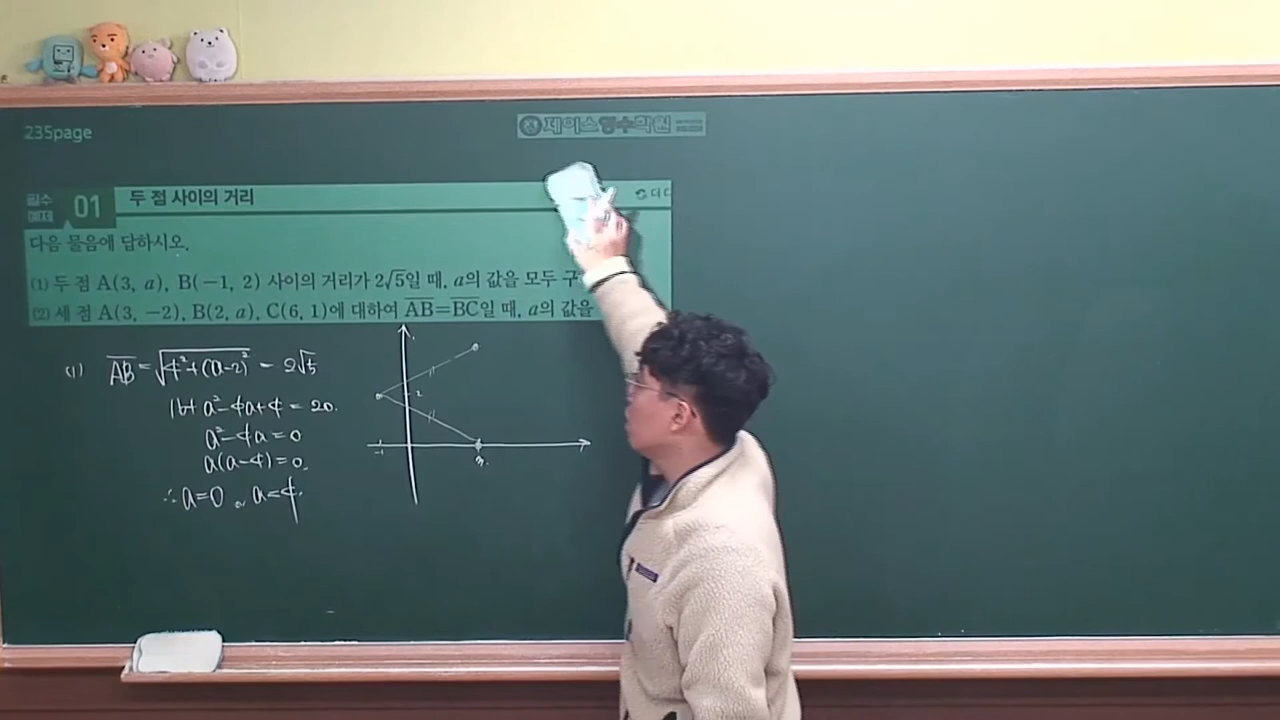 235page
제이스영수학원
필수
예제 01 두 점 사이의 거리
다음 물음에 답하시오.
(1) 두 점 A(3, a), B(−1, 2) 사이의 거리가 2√5일 때, a의 값을 모두 구
(2) 세 점 A(3, −2), B(2, a), C(6, 1)에 대하여 AB=BC일 때, a의 값을
(1) AB = √4²+(a-2)² = 2√5
16+a²-4a+4 = 20.
a²-4a=0
a(a-4)=0.
∴ a=0 or a=4.
2
-1
3.